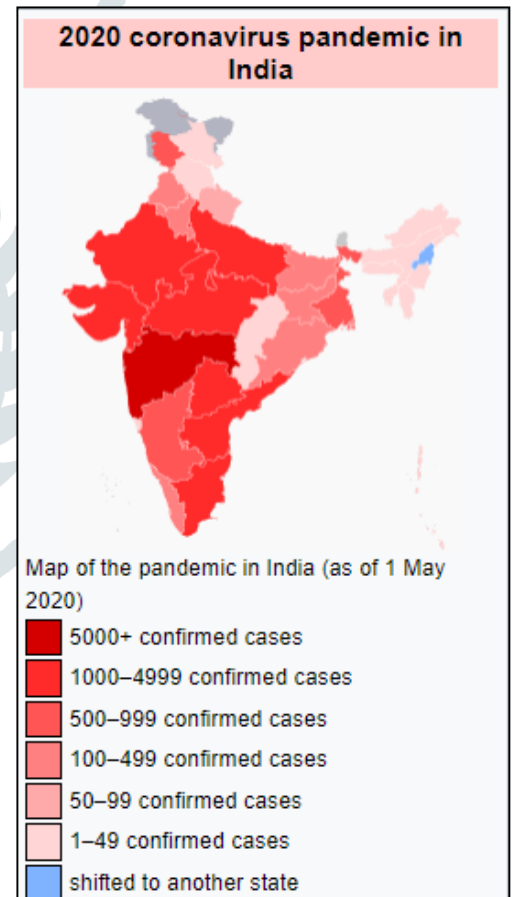 2020 coronavirus pandemic in
India
Map of the pandemic in India (as of 1 May
2020)
5000+ confirmed cases
1000–4999 confirmed cases
500–999 confirmed cases
100–499 confirmed cases
50–99 confirmed cases
1–49 confirmed cases
shifted to another state